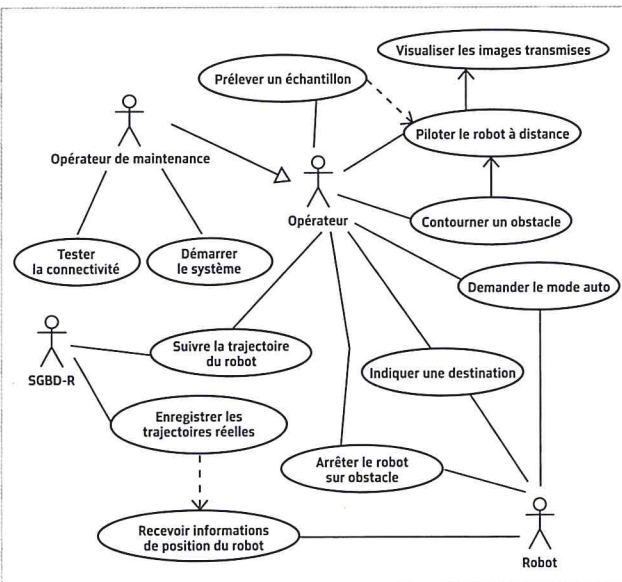 Visualiser les images transmises
Prélever un échantillon
Piloter le robot à distance
Opérateur de maintenance
Opérateur
Contourner un obstacle
Tester
la connectivité
Démarrer
le système
Demander le mode auto
Suivre la trajectoire
du robot
SGBD-R
Indiquer une destination
Enregistrer les
trajectoires réelles
Arrêter le robot
sur obstacle
Recevoir informations
de position du robot
Robot